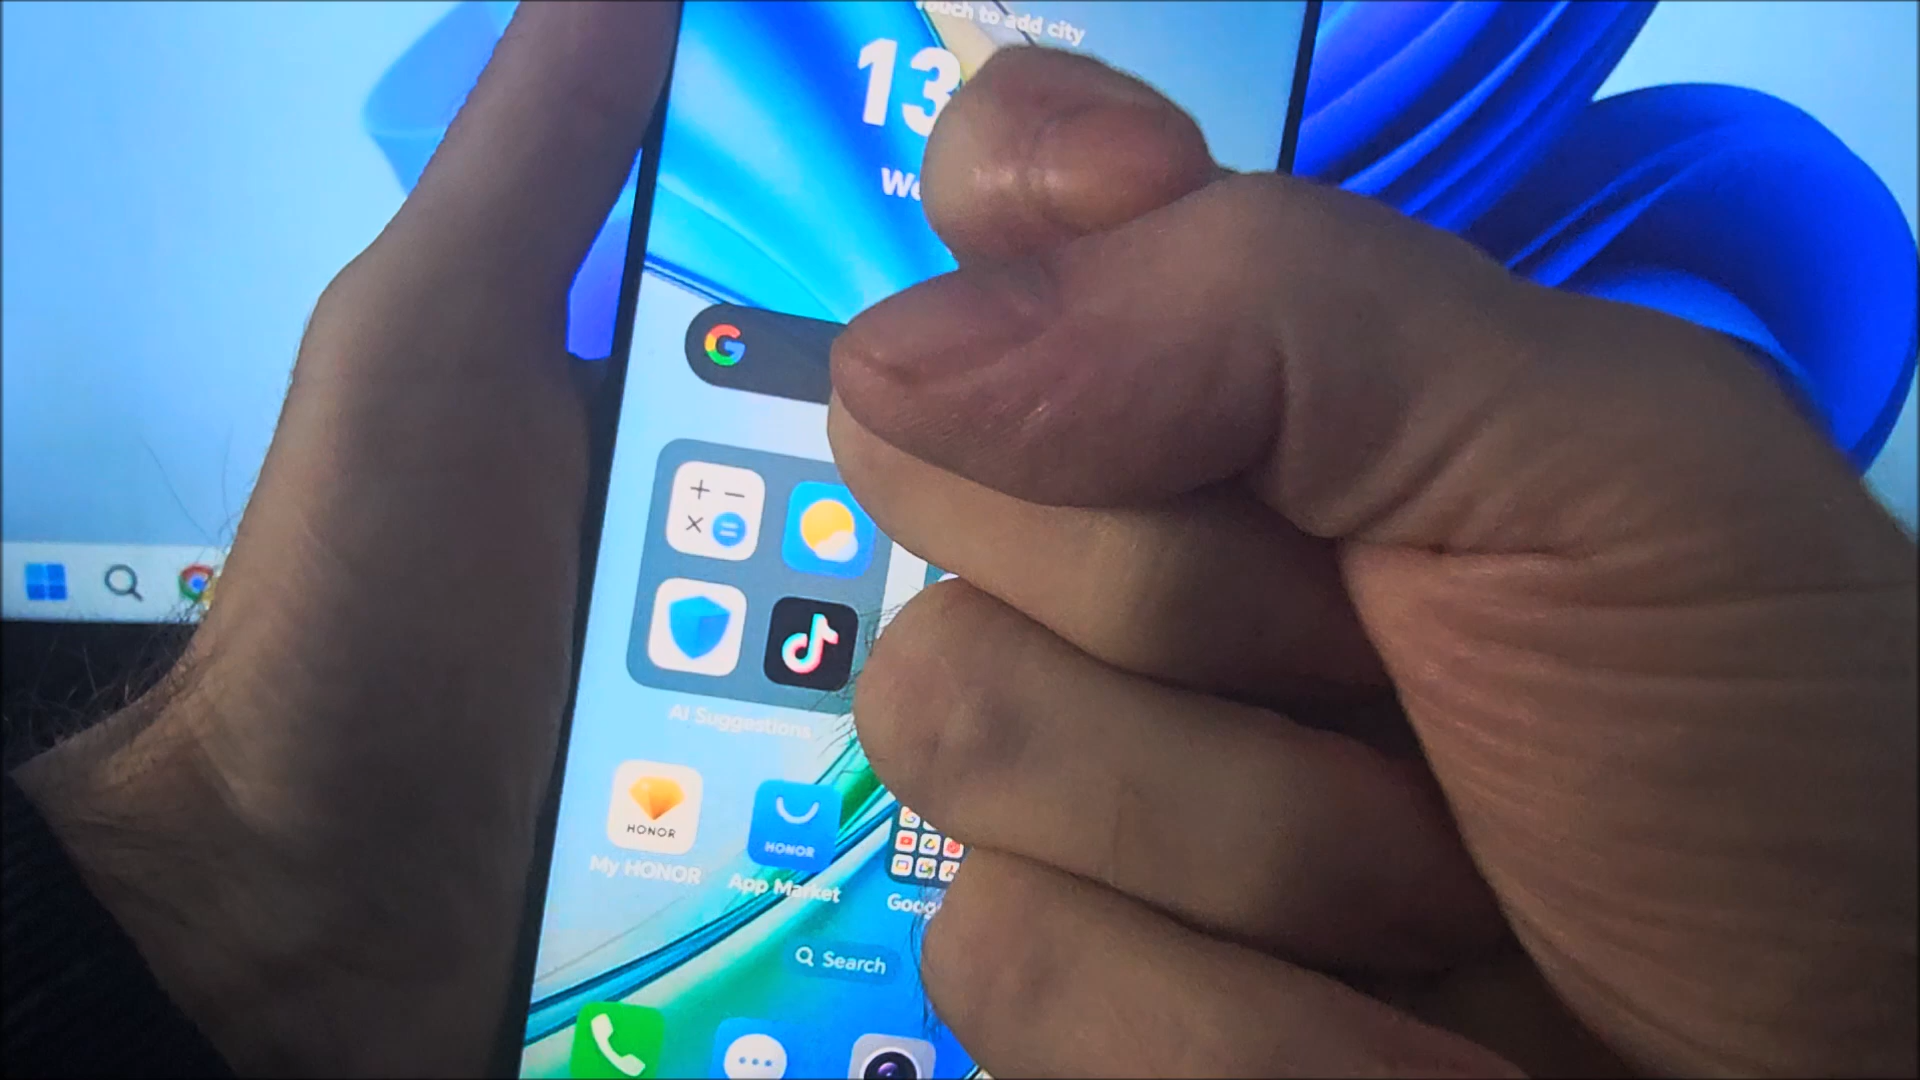 Touch to add city
13
G
AI Suggestions
HONOR
HONOR
My HONOR
App Market
Search